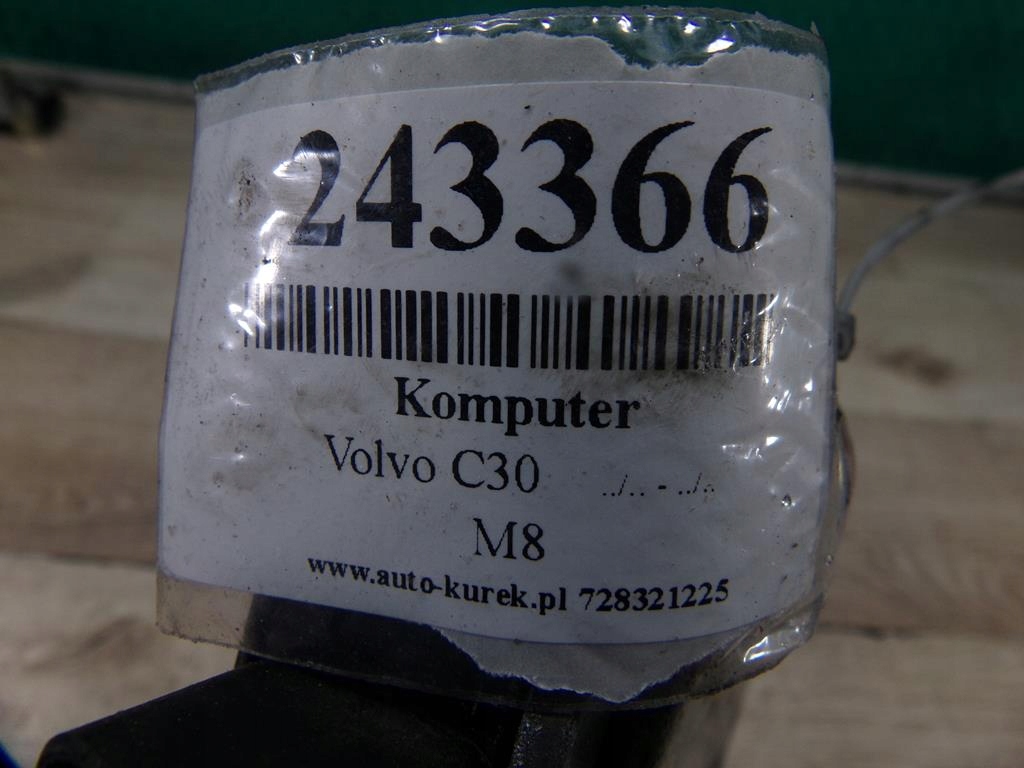 243366
Komputer
Volvo C30 ../.. - ../..
M8
www.auto-kurek.pl 728321225